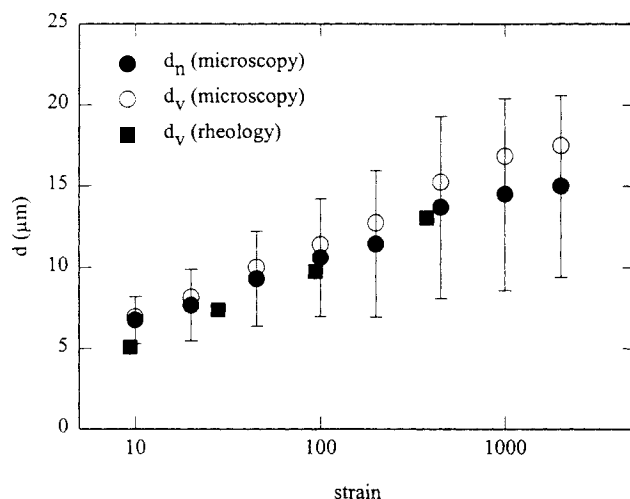 25
20
15
10
5
0
d (μm)
d_n (microscopy)
d_v (microscopy)
d_v (rheology)
10 100 1000
strain